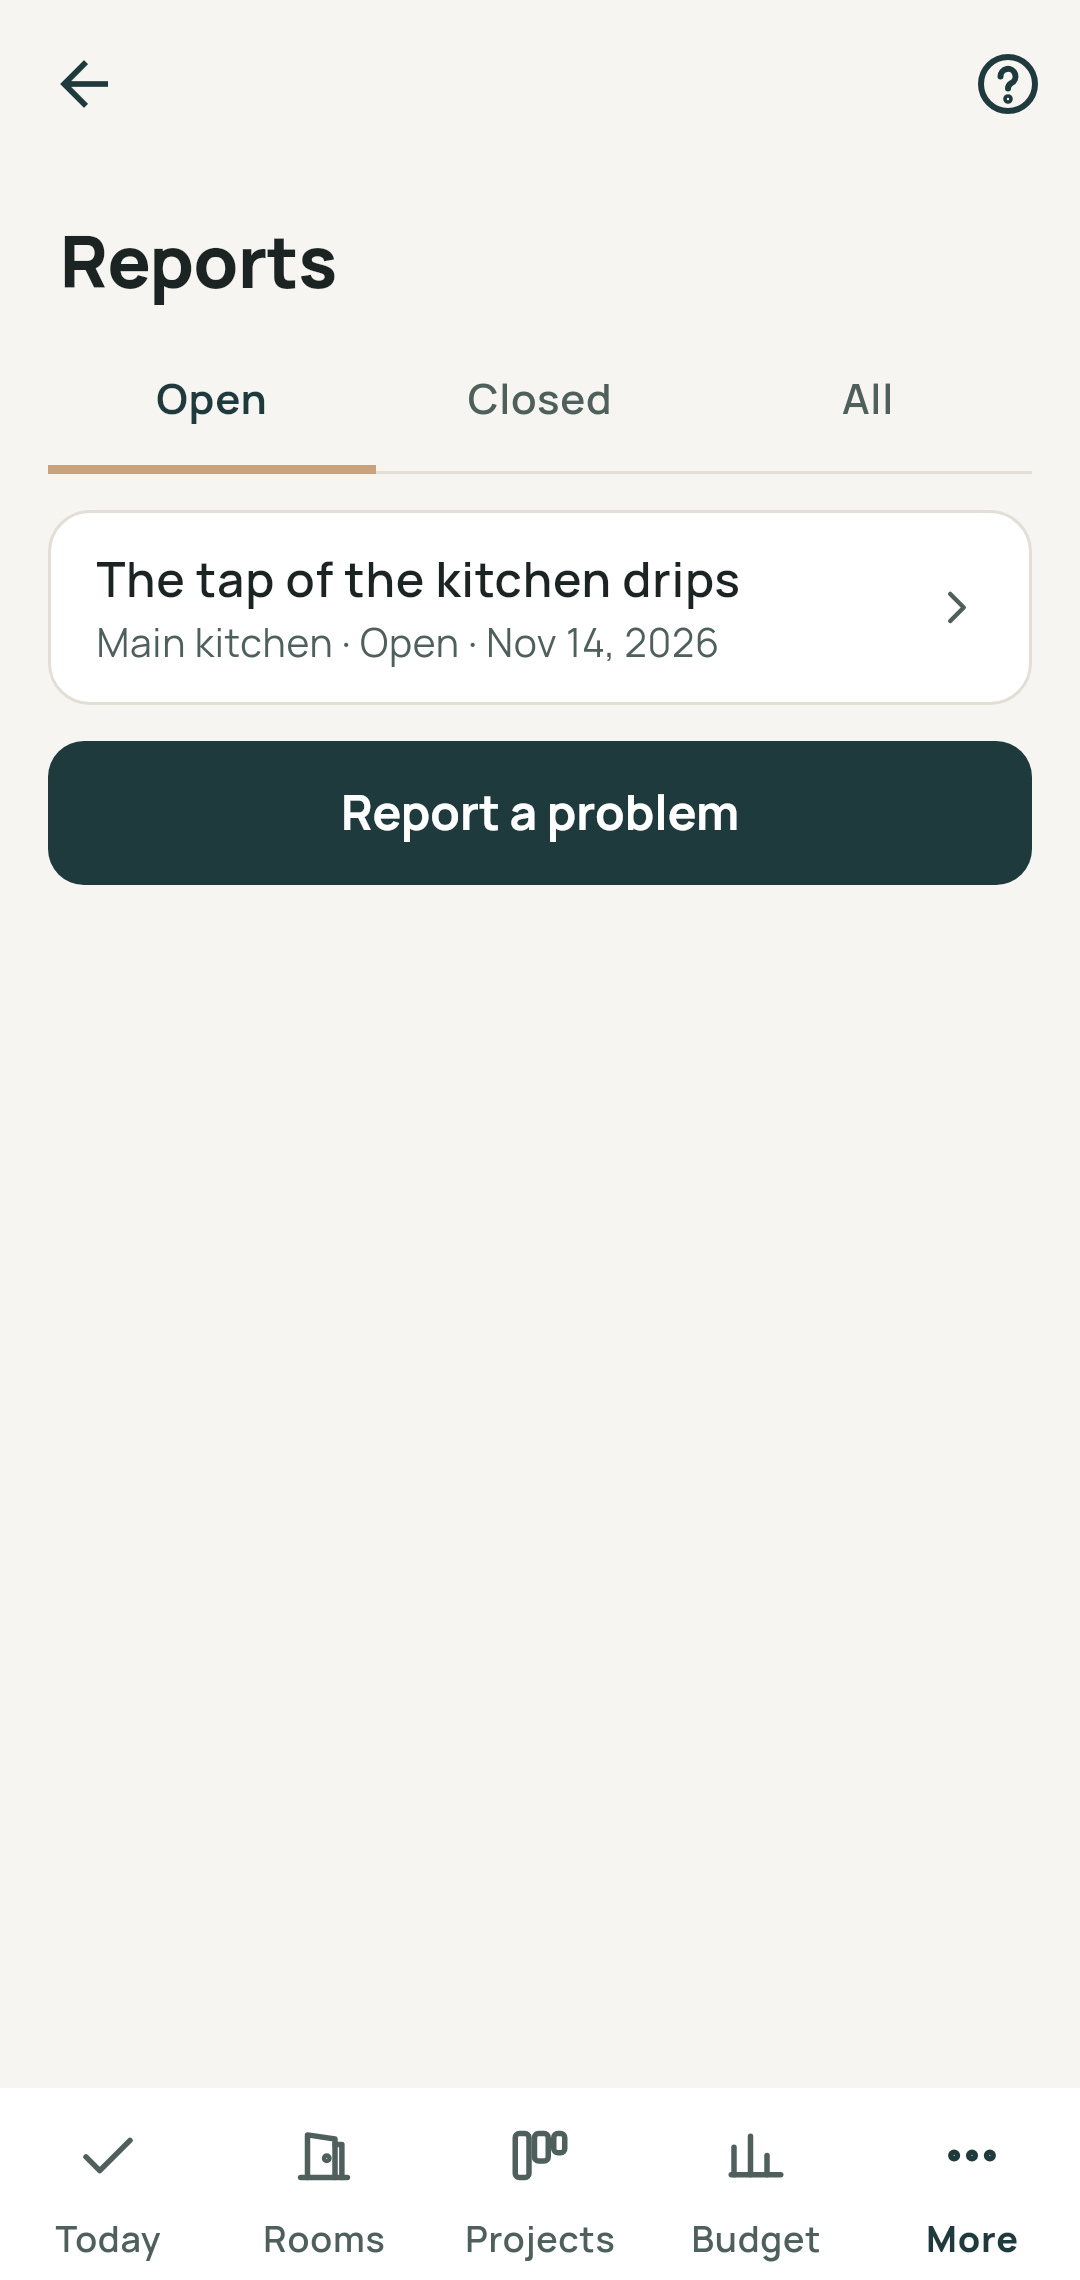 Reports
Open
Closed
All
The tap of the kitchen drips
Main kitchen · Open · Nov 14, 2026
Report a problem
Today
Rooms
Projects
Budget
More